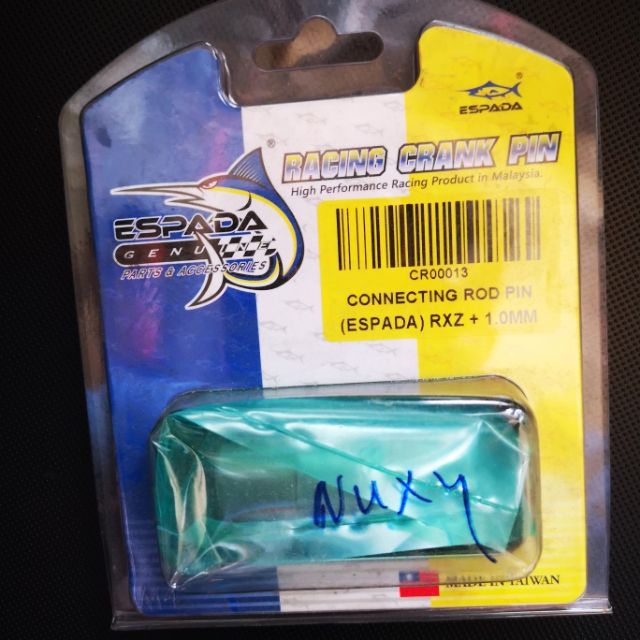 ®
ESPADA
RACING CRANK PIN
High Performance Racing Product in Malaysia.
®
ESPADA
GENUINE
PARTS & ACCESSORIES
CR00013
CONNECTING ROD PIN
(ESPADA) RXZ + 1.0MM
Nuxy
MADE IN TAIWAN